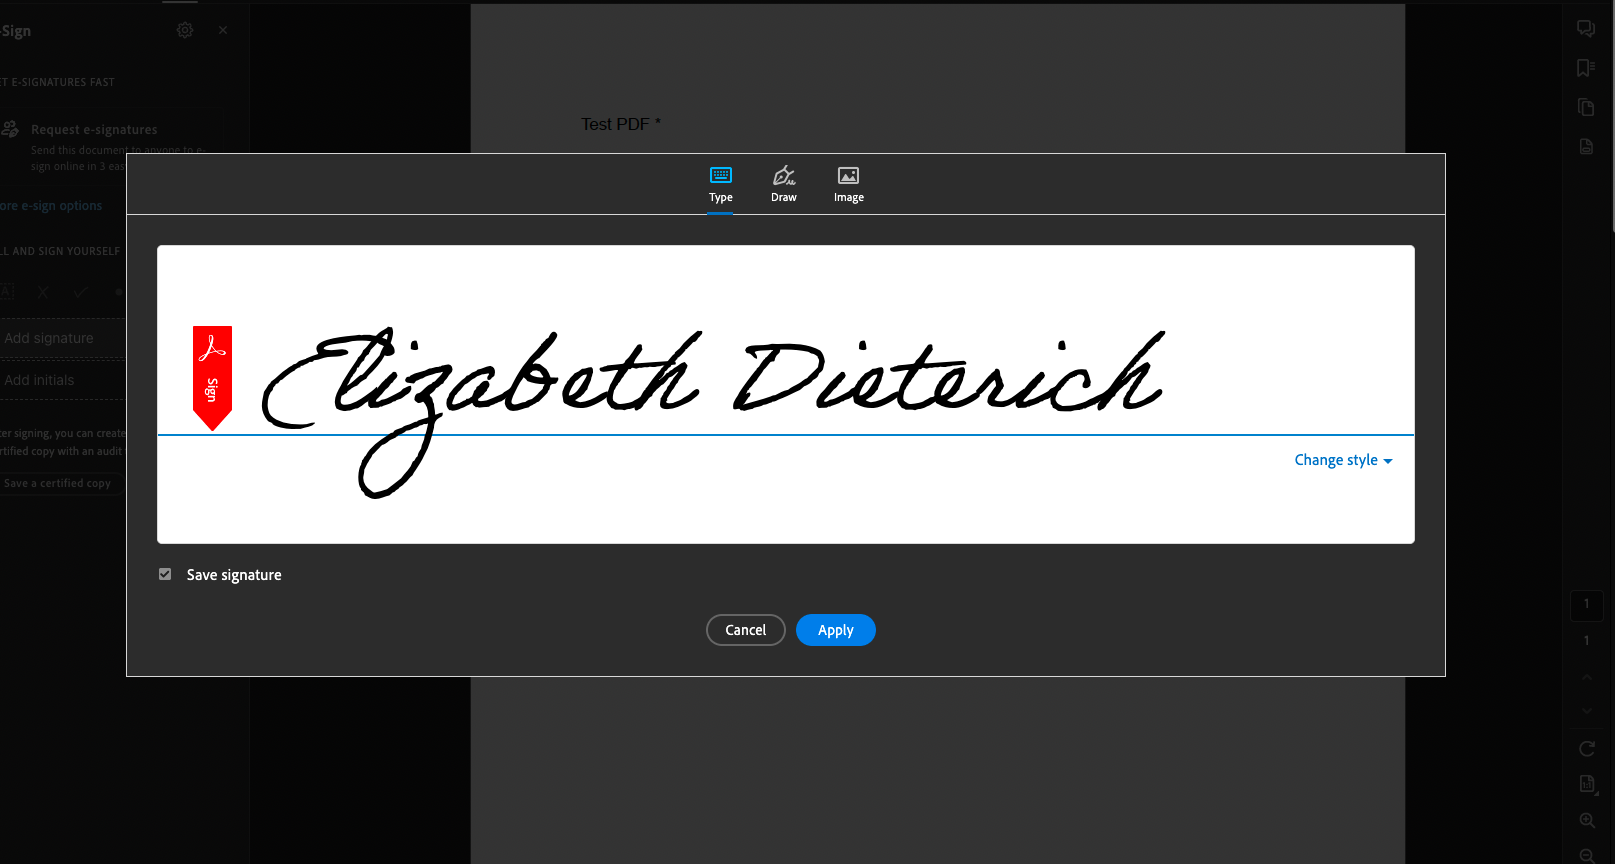 -Sign
ET E-SIGNATURES FAST
Request e-signatures
Send this document to anyone to e-
sign online in 3 eas
ore e-sign options
LL AND SIGN YOURSELF
Add signature
Add initials
ter signing, you can create
rtified copy with an audit
Save a certified copy
Test PDF *
Type
Draw
Image
Sign
Elizabeth Dieterich
Change style
Save signature
Cancel
Apply
1
1